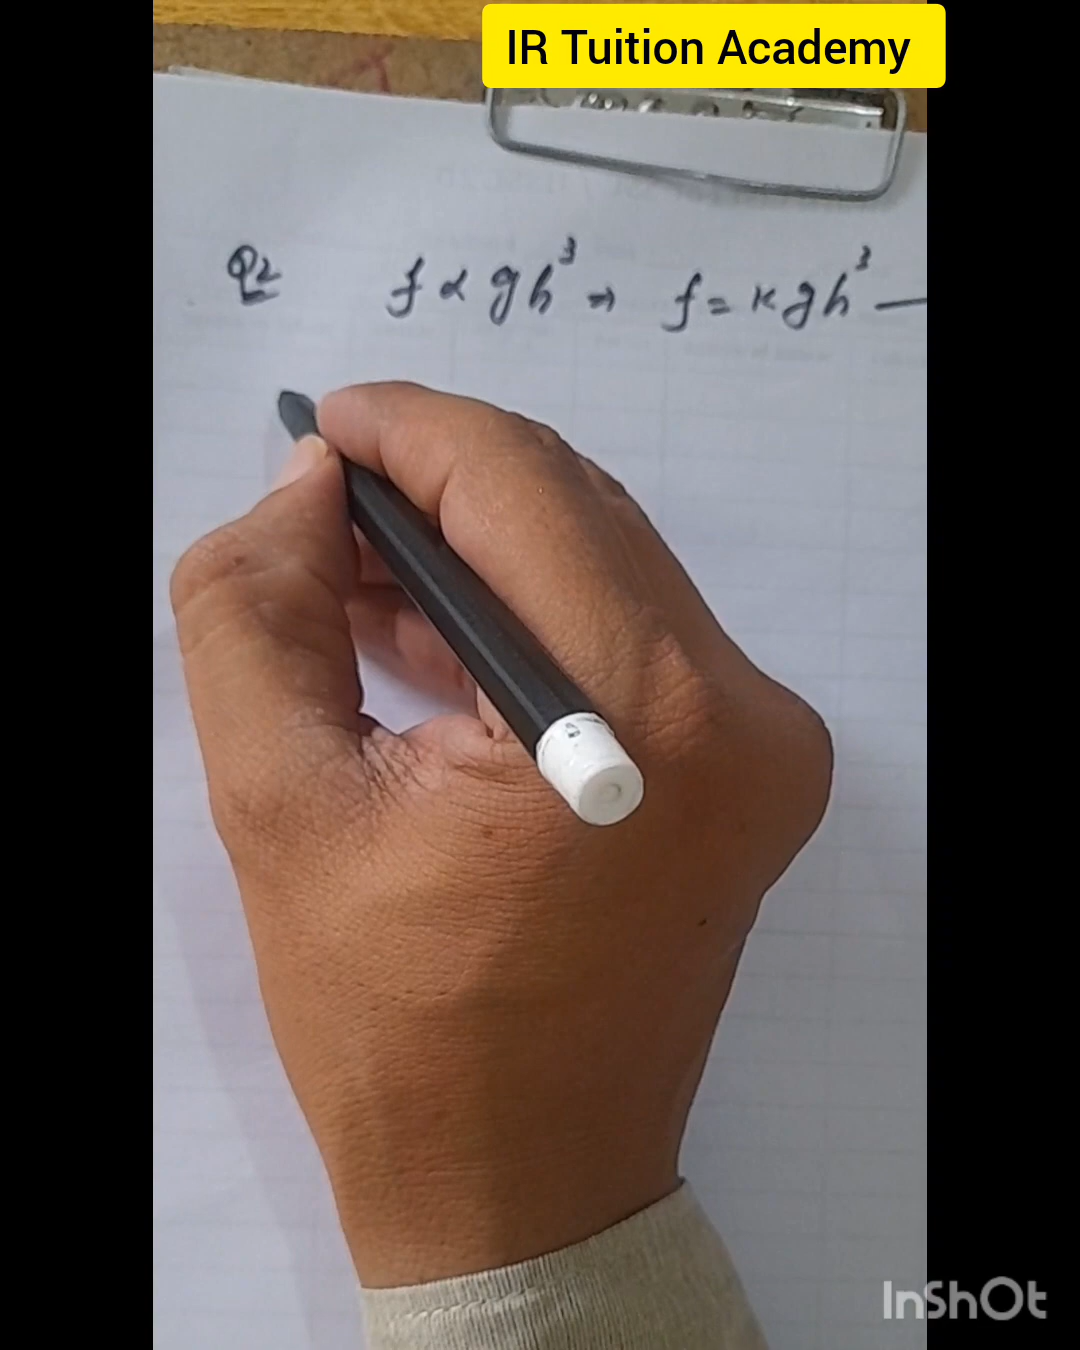 IR Tuition Academy
Q2 f ∝ gh³ ⇒ f = kgh³ —
InShOt